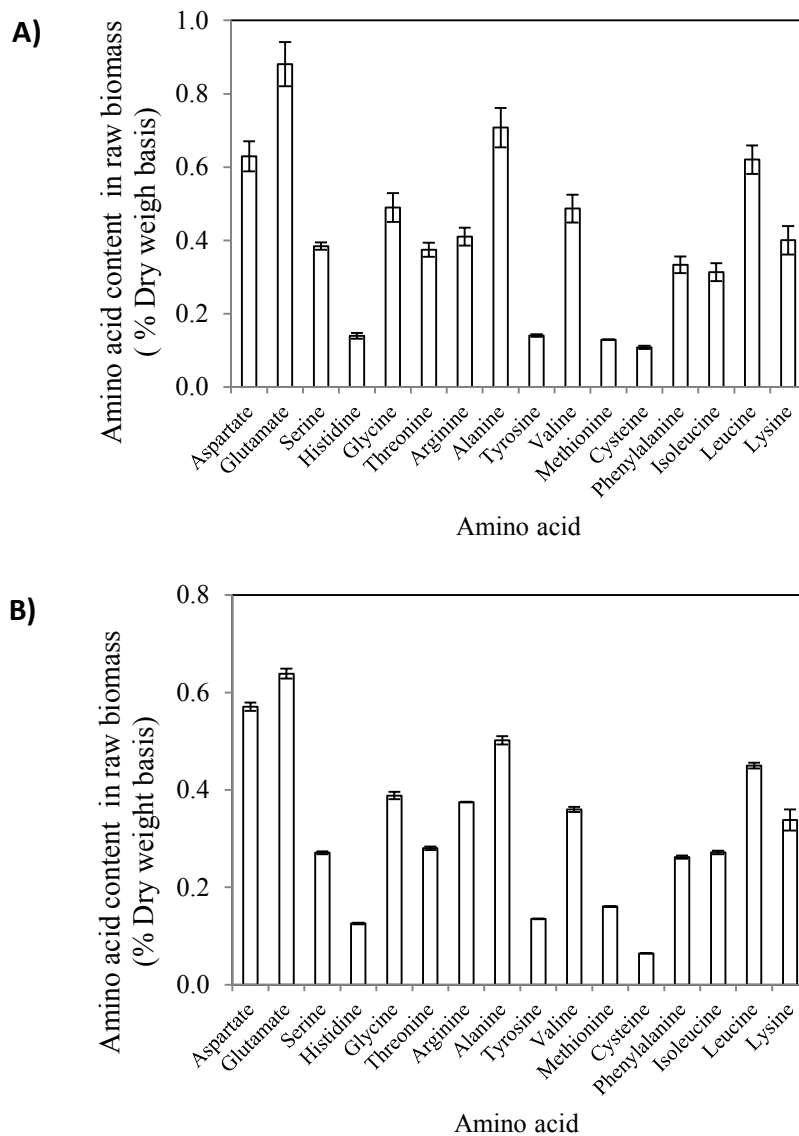 A)
Amino acid content in raw biomass
( % Dry weigh basis)
1.0
0.8
0.6
0.4
0.2
0.0
Aspartate
Glutamate
Serine
Histidine
Glycine
Threonine
Arginine
Alanine
Tyrosine
Valine
Methionine
Cysteine
Phenylalanine
Isoleucine
Leucine
Lysine
Amino acid
B)
Amino acid content in raw biomass
(% Dry weight basis)
0.8
0.6
0.4
0.2
0.0
Aspartate
Glutamate
Serine
Histidine
Glycine
Threonine
Arginine
Alanine
Tyrosine
Valine
Methionine
Cysteine
Phenylalanine
Isoleucine
Leucine
Lysine
Amino acid